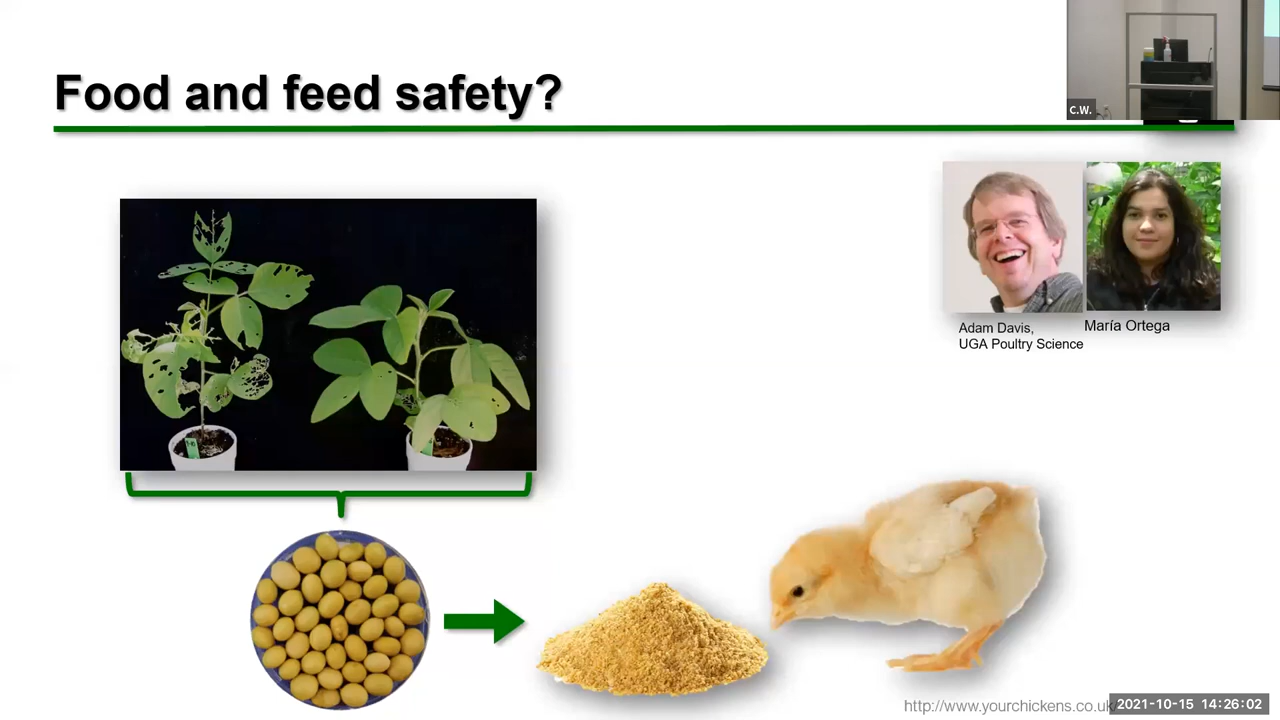 Food and feed safety?
C.W.
Adam Davis,
UGA Poultry Science
María Ortega
http://www.yourchickens.co.uk
2021-10-15 14:26:02